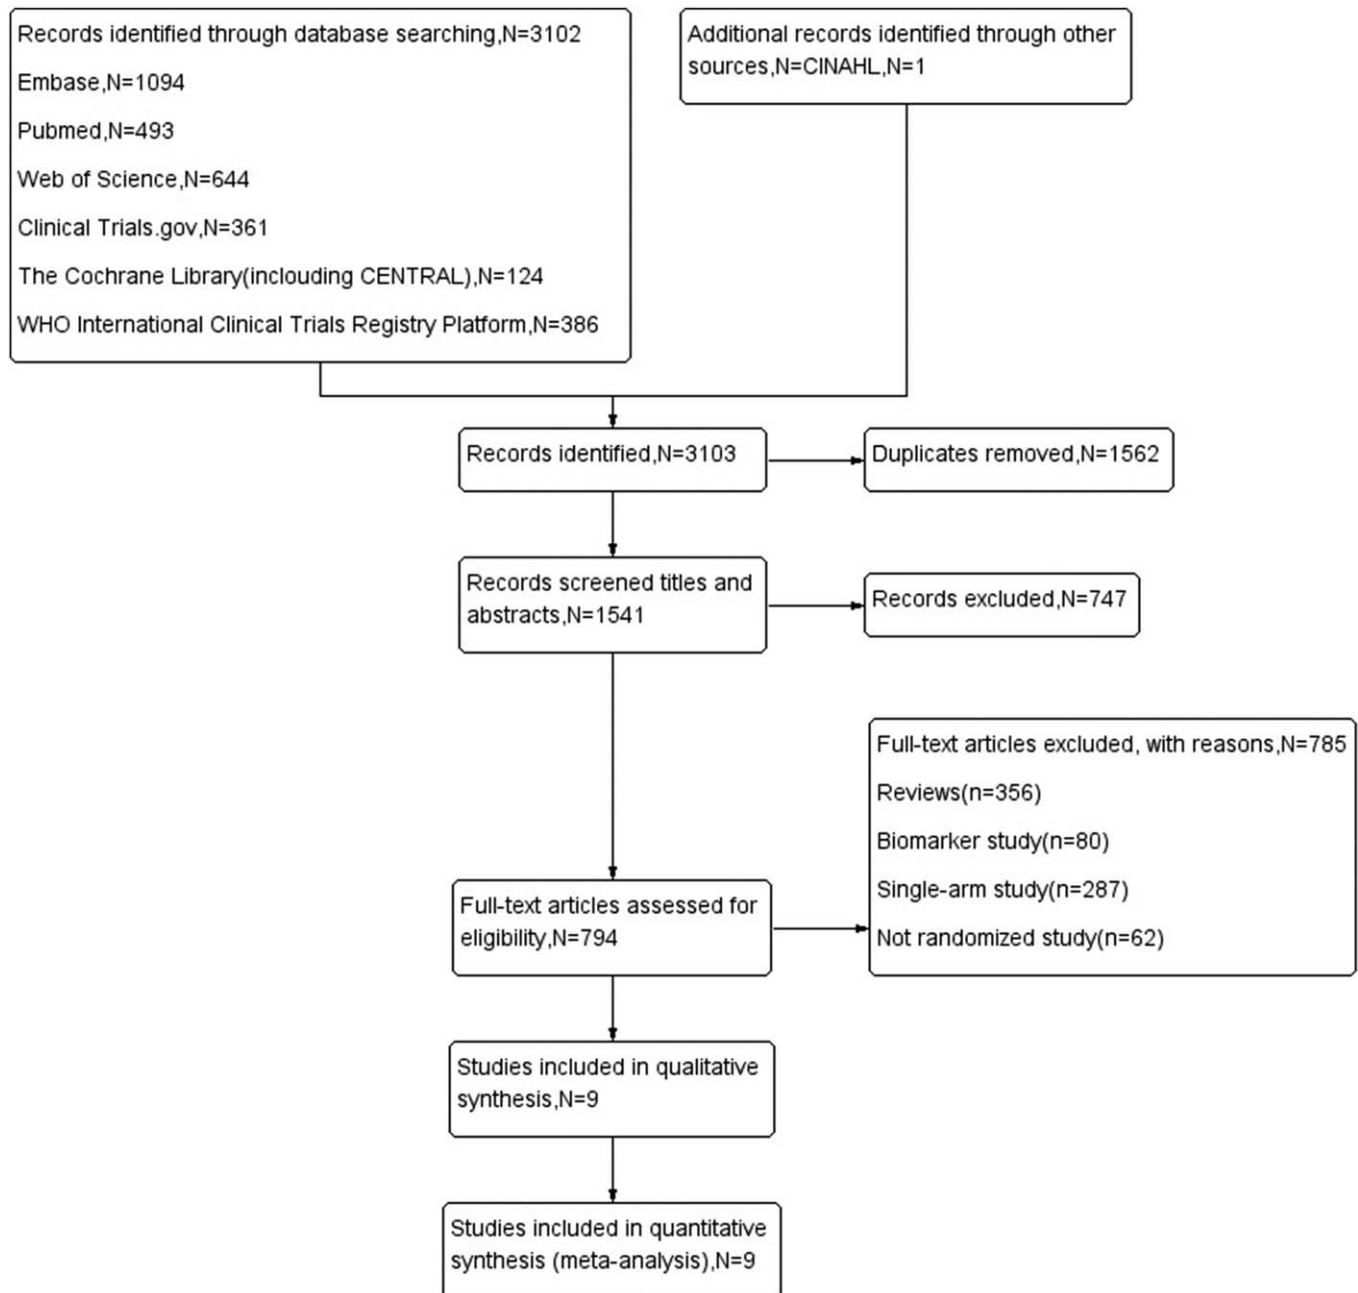 Records identified through database searching,N=3102
Embase,N=1094
Pubmed,N=493
Web of Science,N=644
Clinical Trials.gov,N=361
The Cochrane Library(inclouding CENTRAL),N=124
WHO International Clinical Trials Registry Platform,N=386
Additional records identified through other
sources,N=CINAHL,N=1
Records identified,N=3103
Duplicates removed,N=1562
Records screened titles and
abstracts,N=1541
Records excluded,N=747
Full-text articles excluded, with reasons,N=785
Reviews(n=356)
Biomarker study(n=80)
Single-arm study(n=287)
Not randomized study(n=62)
Full-text articles assessed for
eligibility,N=794
Studies included in qualitative
synthesis,N=9
Studies included in quantitative
synthesis (meta-analysis),N=9